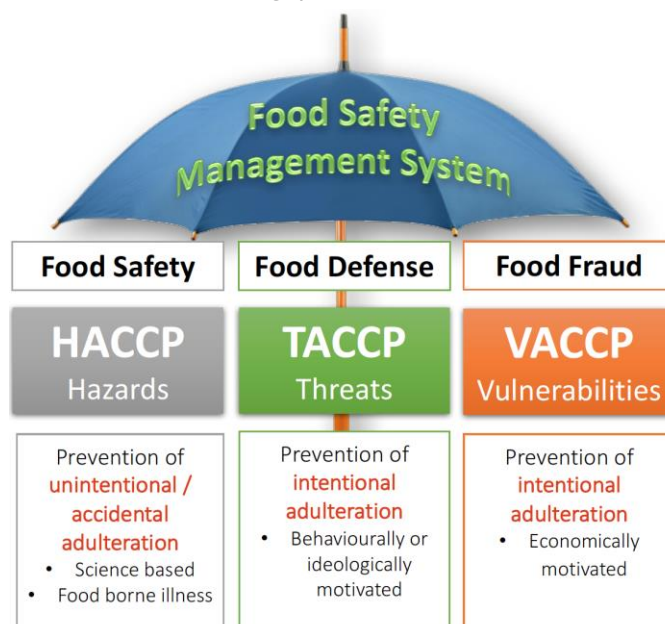 Food Safety
Management System
Food Safety
Food Defense
Food Fraud
HACCP
Hazards
TACCP
Threats
VACCP
Vulnerabilities
Prevention of
unintentional /
accidental
adulteration
• Science based
• Food borne illness
Prevention of
intentional
adulteration
• Behaviourally or
ideologically
motivated
Prevention of
intentional
adulteration
• Economically
motivated